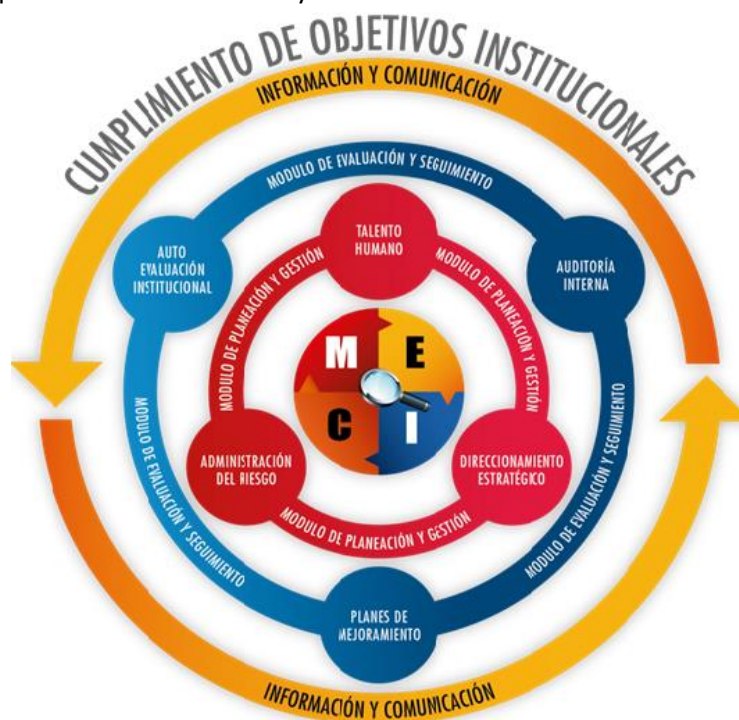 CUMPLIMIENTO DE OBJETIVOS INSTITUCIONALES
INFORMACIÓN Y COMUNICACIÓN
MODULO DE EVALUACIÓN Y SEGUIMIENTO
TALENTO
HUMANO
AUTO
EVALUACIÓN
INSTITUCIONAL
AUDITORÍA
INTERNA
MODULO DE PLANEACIÓN Y GESTIÓN
MODULO DE PLANEACIÓN Y GESTIÓN
M E
C I
MODULO DE EVALUACIÓN Y SEGUIMIENTO
MODULO DE EVALUACIÓN Y SEGUIMIENTO
ADMINISTRACIÓN
DEL RIESGO
DIRECCIONAMIENTO
ESTRATÉGICO
MODULO DE PLANEACIÓN Y GESTIÓN
PLANES DE
MEJORAMIENTO
INFORMACIÓN Y COMUNICACIÓN